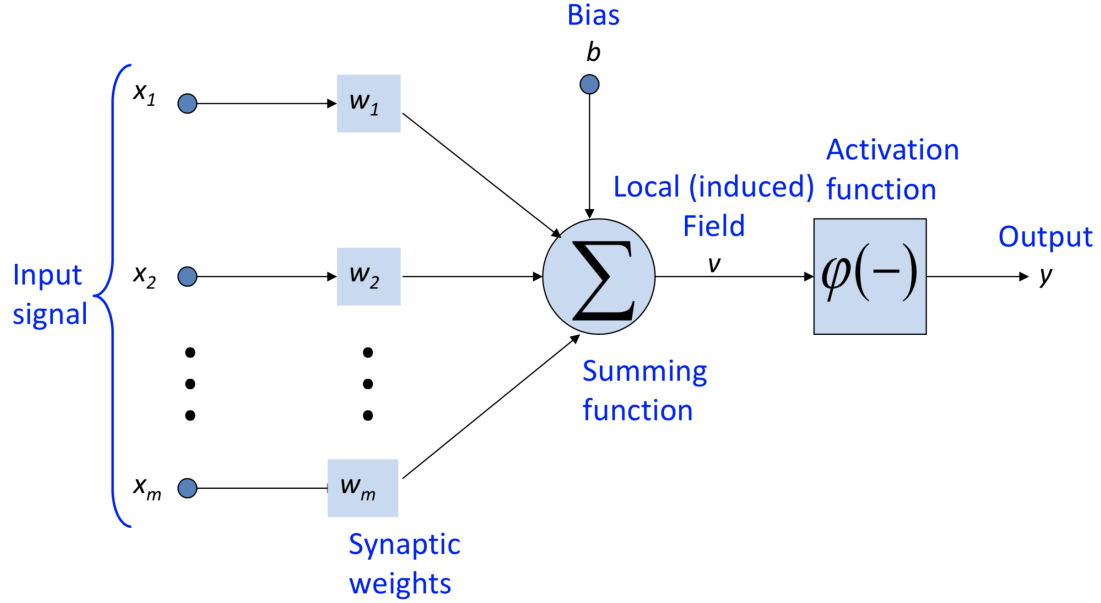 Bias
b
x1
w1
Activation
function
Local (induced)
Field
Output
Input
signal
x2
w2
∑
v
φ(−)
y
Summing
function
xm
wm
Synaptic
weights